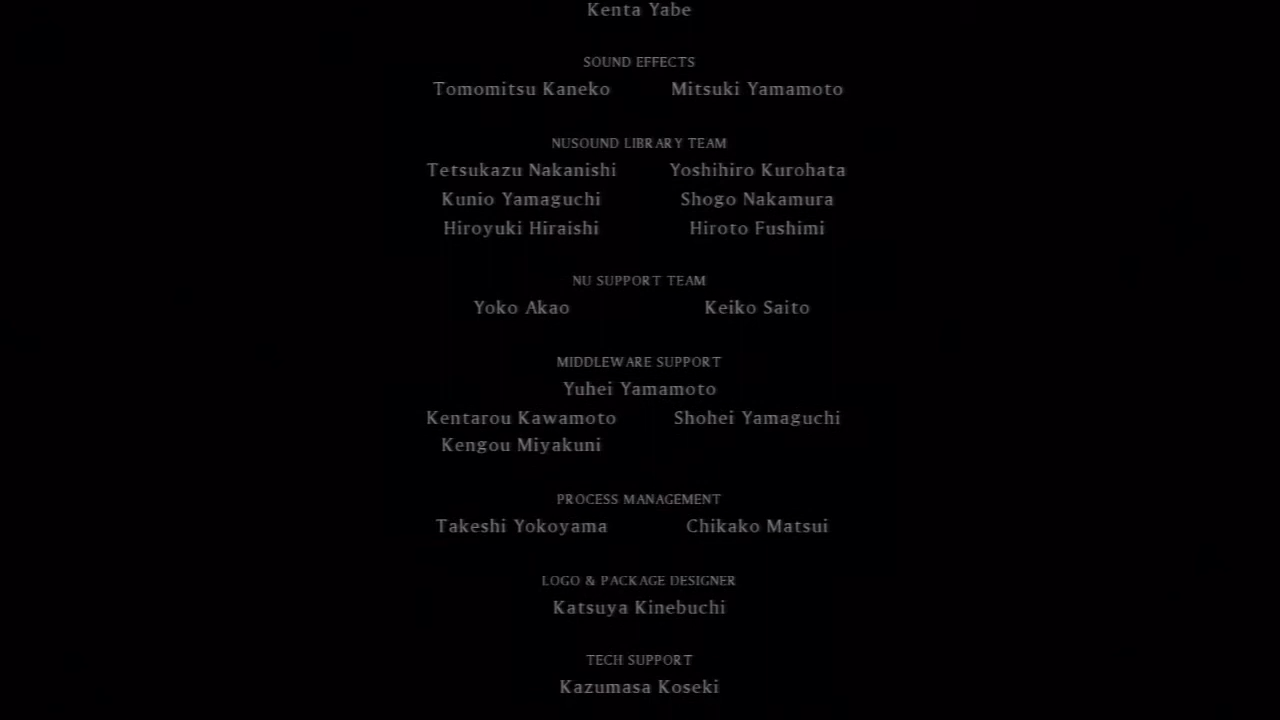 Kenta Yabe
SOUND EFFECTS
Tomomitsu Kaneko Mitsuki Yamamoto
NUSOUND LIBRARY TEAM
Tetsukazu Nakanishi Yoshihiro Kurohata
Kunio Yamaguchi Shogo Nakamura
Hiroyuki Hiraishi Hiroto Fushimi
NU SUPPORT TEAM
Yoko Akao Keiko Saito
MIDDLEWARE SUPPORT
Yuhei Yamamoto
Kentarou Kawamoto Shohei Yamaguchi
Kengou Miyakuni
PROCESS MANAGEMENT
Takeshi Yokoyama Chikako Matsui
LOGO & PACKAGE DESIGNER
Katsuya Kinebuchi
TECH SUPPORT
Kazumasa Koseki